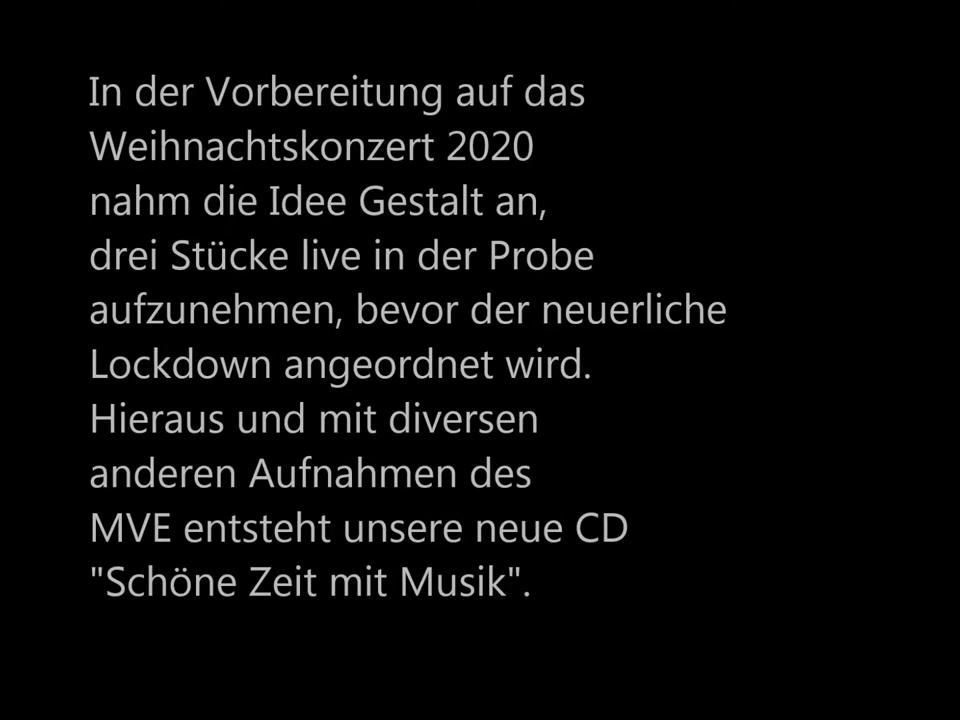 In der Vorbereitung auf das
Weihnachtskonzert 2020
nahm die Idee Gestalt an,
drei Stücke live in der Probe
aufzunehmen, bevor der neuerliche
Lockdown angeordnet wird.
Hieraus und mit diversen
anderen Aufnahmen des
MVE entsteht unsere neue CD
"Schöne Zeit mit Musik".